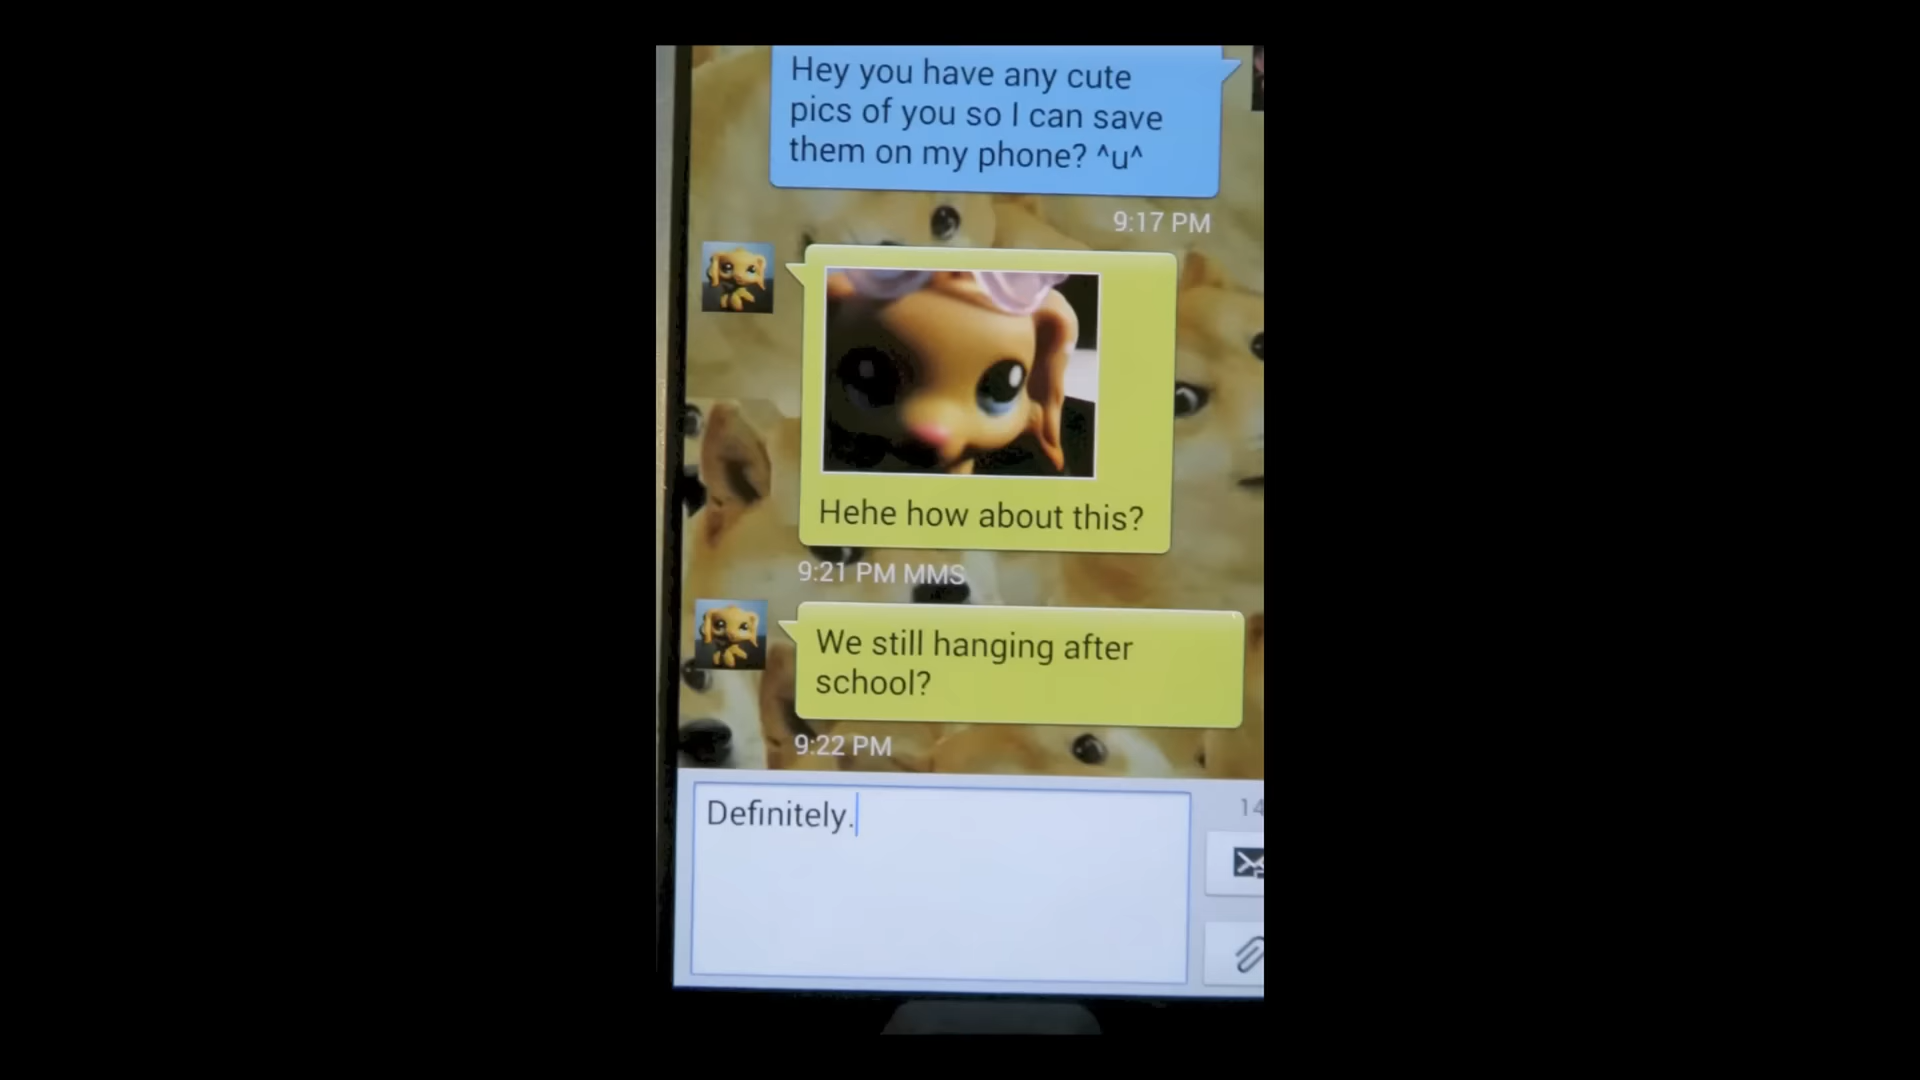 Hey you have any cute
pics of you so I can save
them on my phone? ^u^
9:17 PM
Hehe how about this?
9:21 PM MMS
We still hanging after
school?
9:22 PM
Definitely.
14